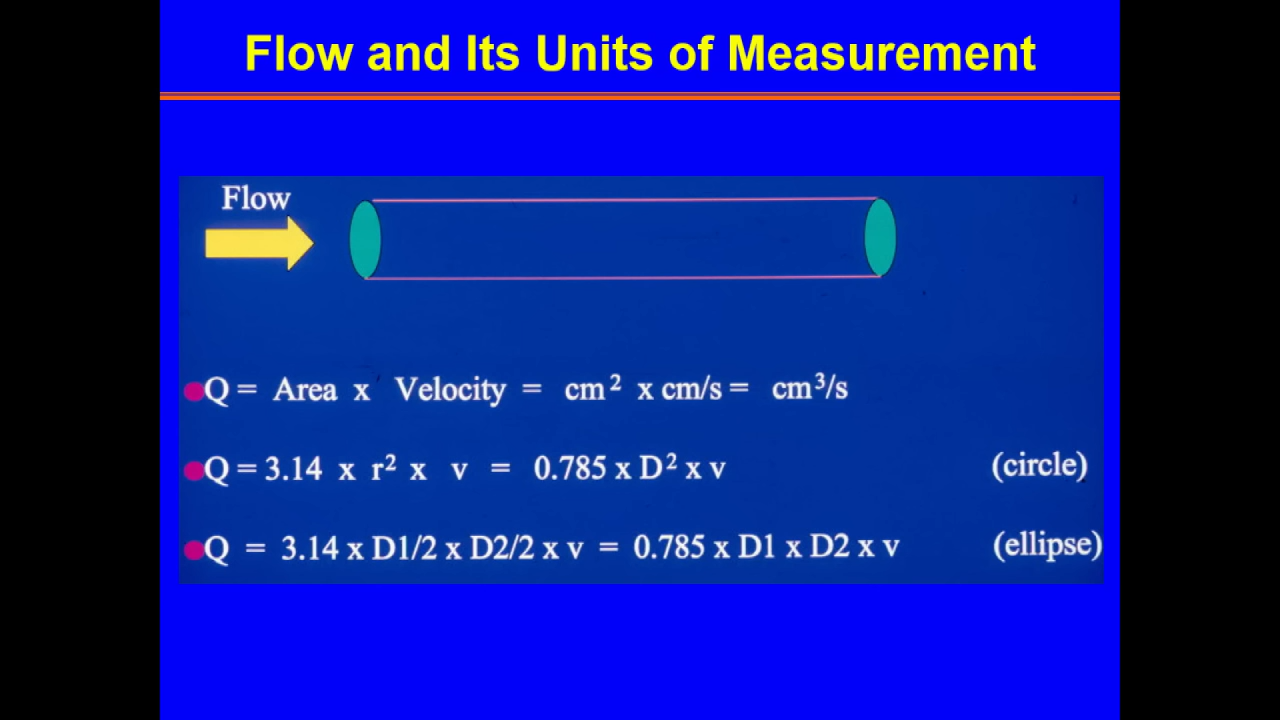 Flow and Its Units of Measurement
Flow
Q = Area x Velocity = cm² x cm/s = cm³/s
Q = 3.14 x r² x v = 0.785 x D² x v (circle)
Q = 3.14 x D1/2 x D2/2 x v = 0.785 x D1 x D2 x v (ellipse)